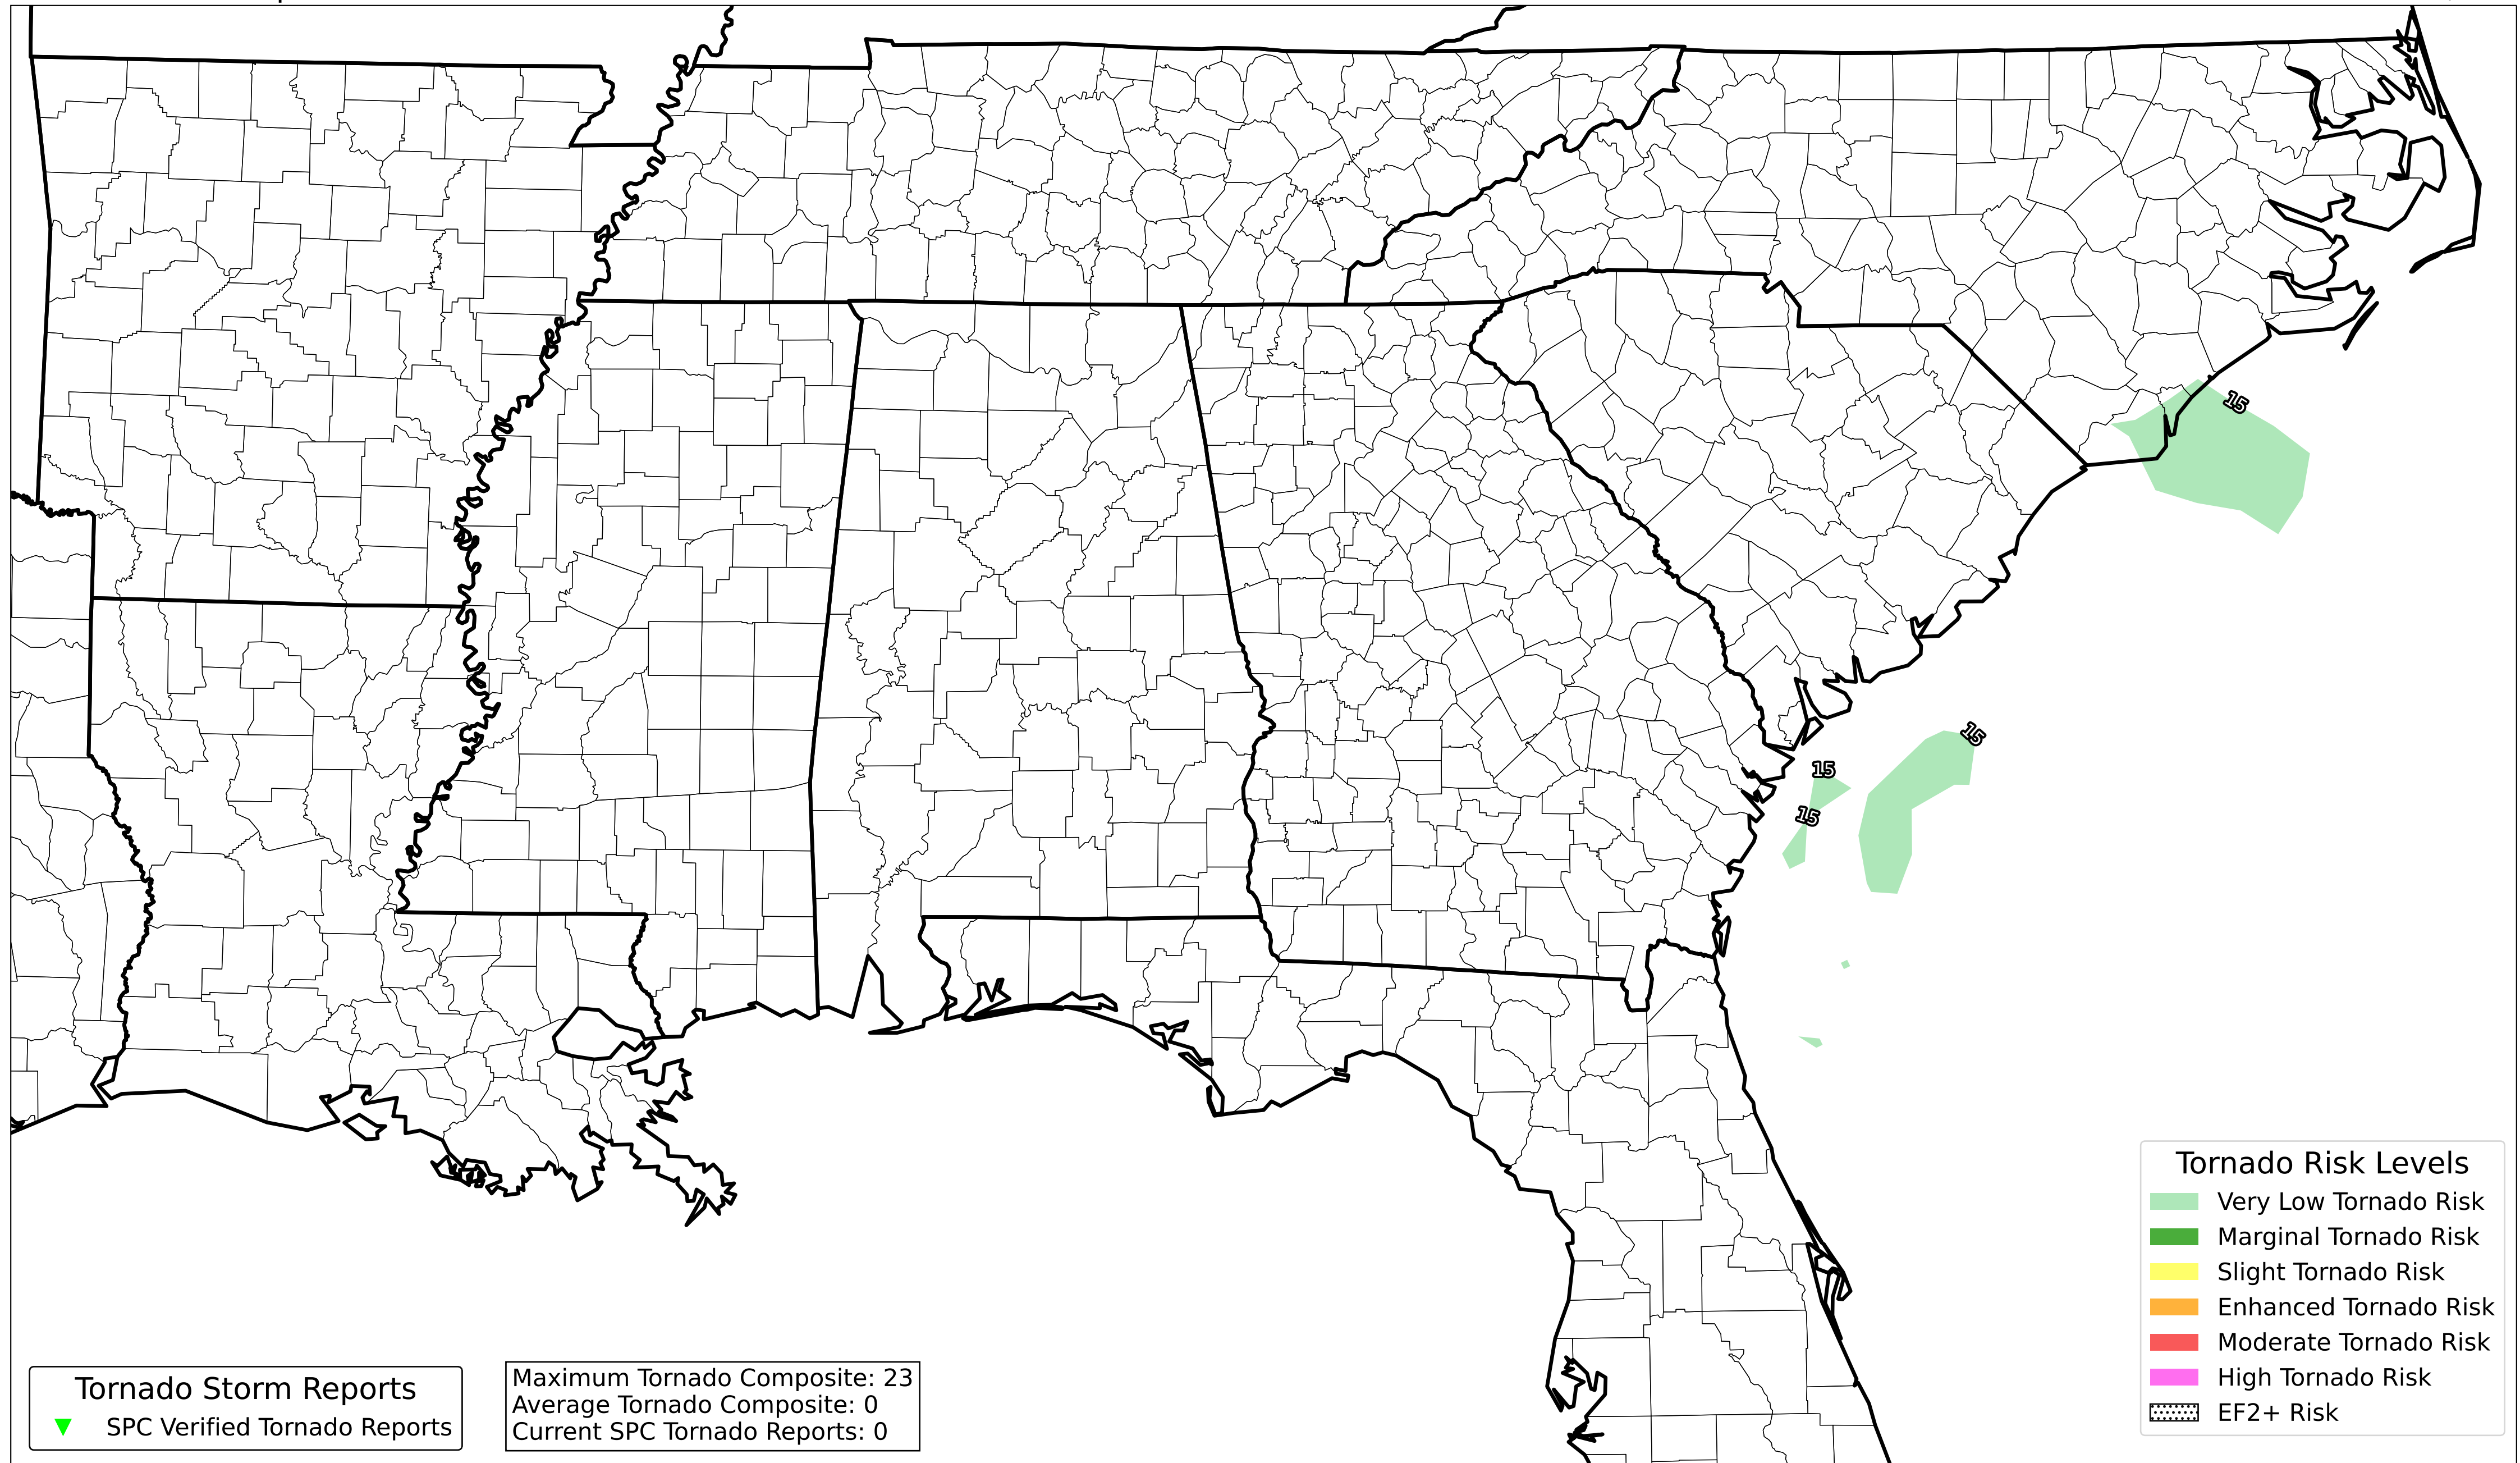 15
15
15
15
Tornado Risk Levels
Very Low Tornado Risk
Marginal Tornado Risk
Slight Tornado Risk
Enhanced Tornado Risk
Moderate Tornado Risk
High Tornado Risk
EF2+ Risk
Tornado Storm Reports
SPC Verified Tornado Reports
Maximum Tornado Composite: 23
Average Tornado Composite: 0
Current SPC Tornado Reports: 0